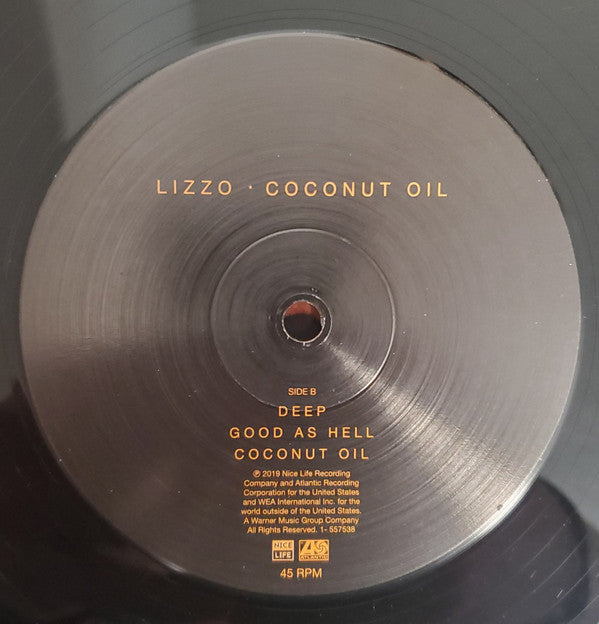 LIZZO · COCONUT OIL
SIDE B
DEEP
GOOD AS HELL
COCONUT OIL
℗ 2019 Nice Life Recording
Company and Atlantic Recording
Corporation for the United States
and WEA International Inc. for the
world outside of the United States.
A Warner Music Group Company
All Rights Reserved. 1- 557538
NICE
LIFE
ATLANTIC
45 RPM